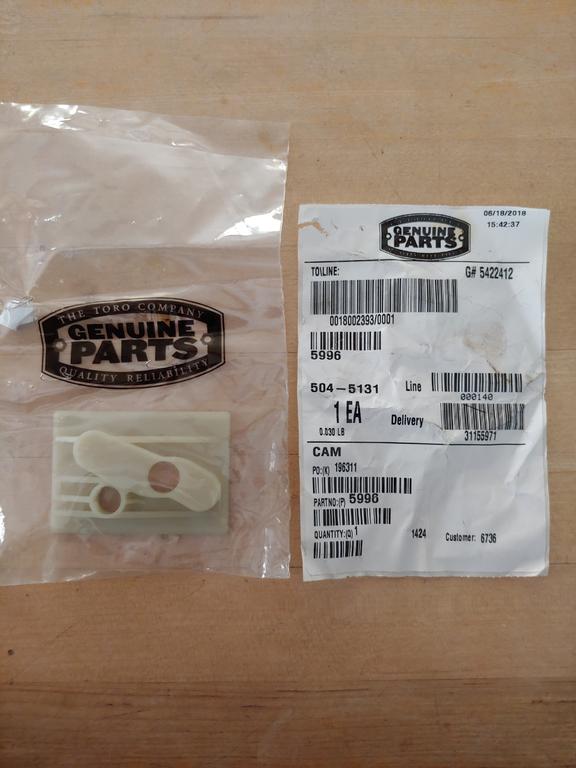 THE TORO COMPANY
GENUINE
PARTS
QUALITY RELIABILITY
GENUINE
PARTS
06/18/2018
15:42:37
TO\LINE:
G# 5422412
0018002393/0001
5996
504-5131
Line
000140
1 EA
Delivery
0.030 LB
31155971
CAM
PO:(K) 196311
PARTNO:(P) 5996
QUANTITY:(Q) 1
1424
Customer: 6736